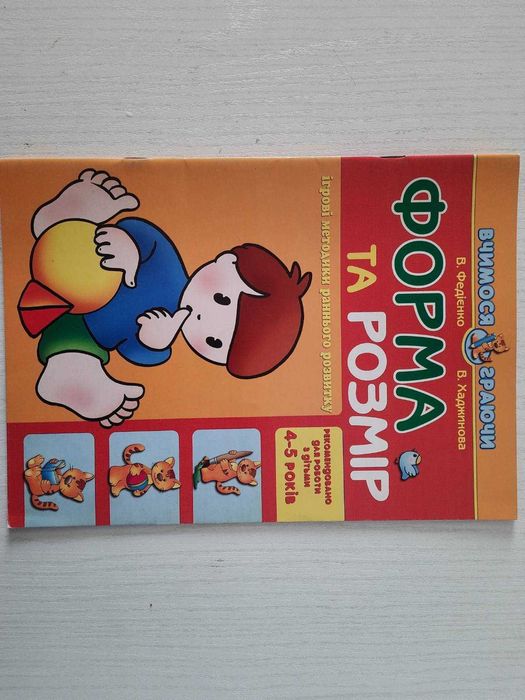 ВЧИМОСЯ ГРАЮЧИ
В. Федієнко В. Хаджинова
ФОРМА
ТА РОЗМІР
ігрові методики раннього розвитку
РЕКОМЕНДОВАНО
ДЛЯ РОБОТИ
З ДІТЬМИ
4–5 РОКІВ